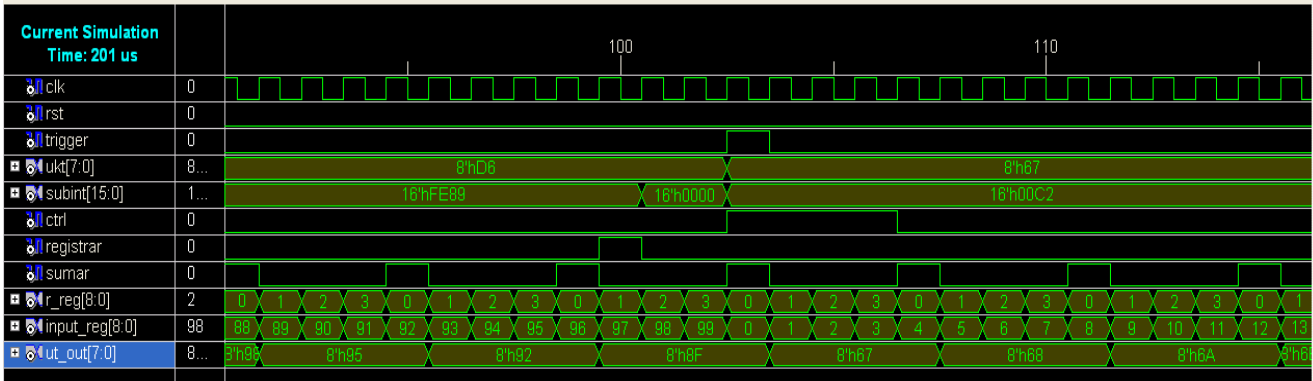 Current Simulation
Time: 201 us
100
110
clk 0
rst 0
trigger 0
ukt[7:0] 8... 8'hD6 8'h67
subint[15:0] 1... 16'hFE89 16'h0000 16'h00C2
ctrl 0
registrar 0
sumar 0
r_reg[8:0] 2 0 1 2 3 0 1 2 3 0 1 2 3 0 1 2 3 0 1 2 3 0 1 2 3 0 1
input_reg[8:0] 98 88 89 90 91 92 93 94 95 96 97 98 99 0 1 2 3 4 5 6 7 8 9 10 11 12 13
ut_out[7:0] 8... 8'h95 8'h92 8'h8F 8'h67 8'h68 8'h6A